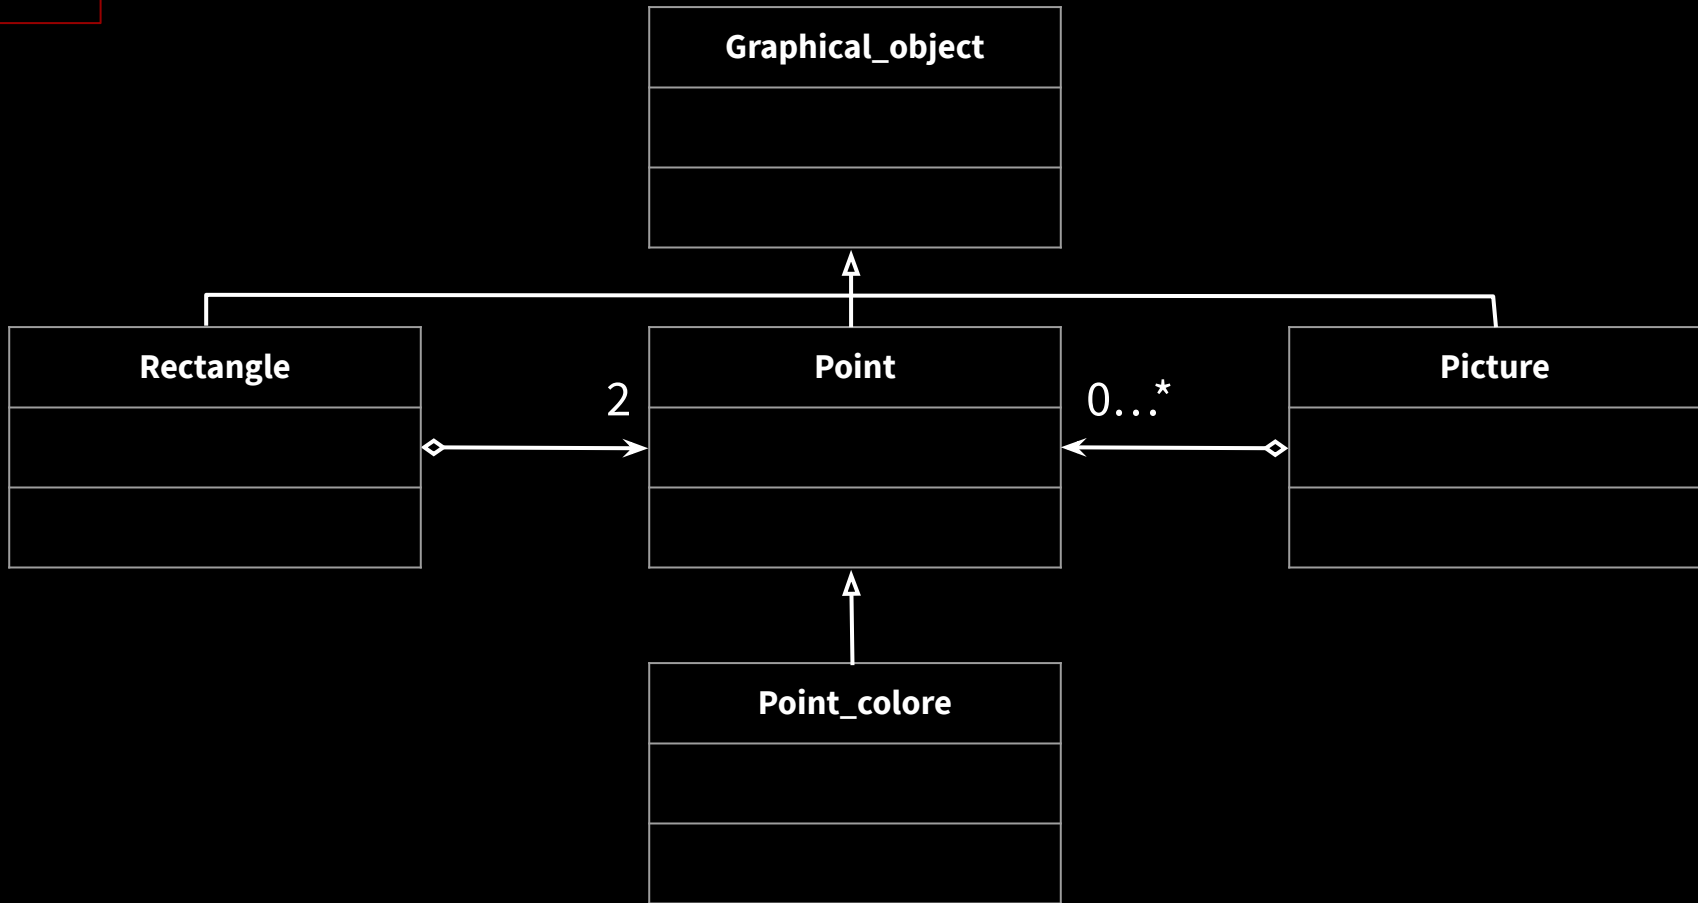 Graphical_object
Rectangle
2
Point
0...*
Picture
Point_colore